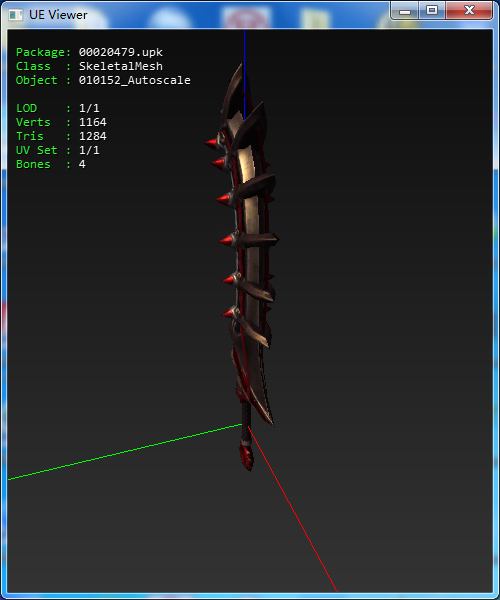 UE Viewer
Package: 00020479.upk
Class : SkeletalMesh
Object : 010152_Autoscale
LOD : 1/1
Verts : 1164
Tris : 1284
UV Set : 1/1
Bones : 4